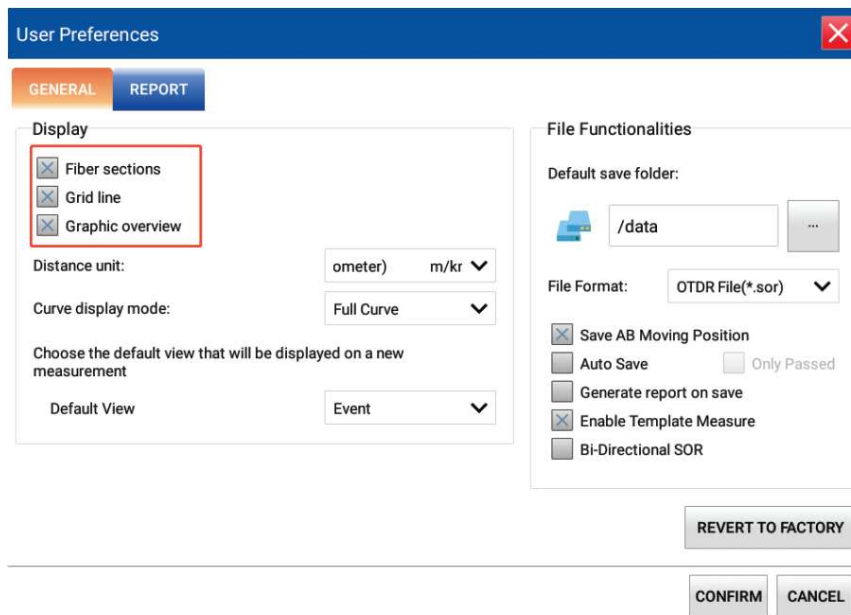 User Preferences
GENERAL
REPORT
Display
Fiber sections
Grid line
Graphic overview
Distance unit:
ometer) m/kr
Curve display mode:
Full Curve
Choose the default view that will be displayed on a new
measurement
Default View
Event
File Functionalities
Default save folder:
/data
...
File Format:
OTDR File(*.sor)
Save AB Moving Position
Auto Save
Only Passed
Generate report on save
Enable Template Measure
Bi-Directional SOR
REVERT TO FACTORY
CONFIRM
CANCEL